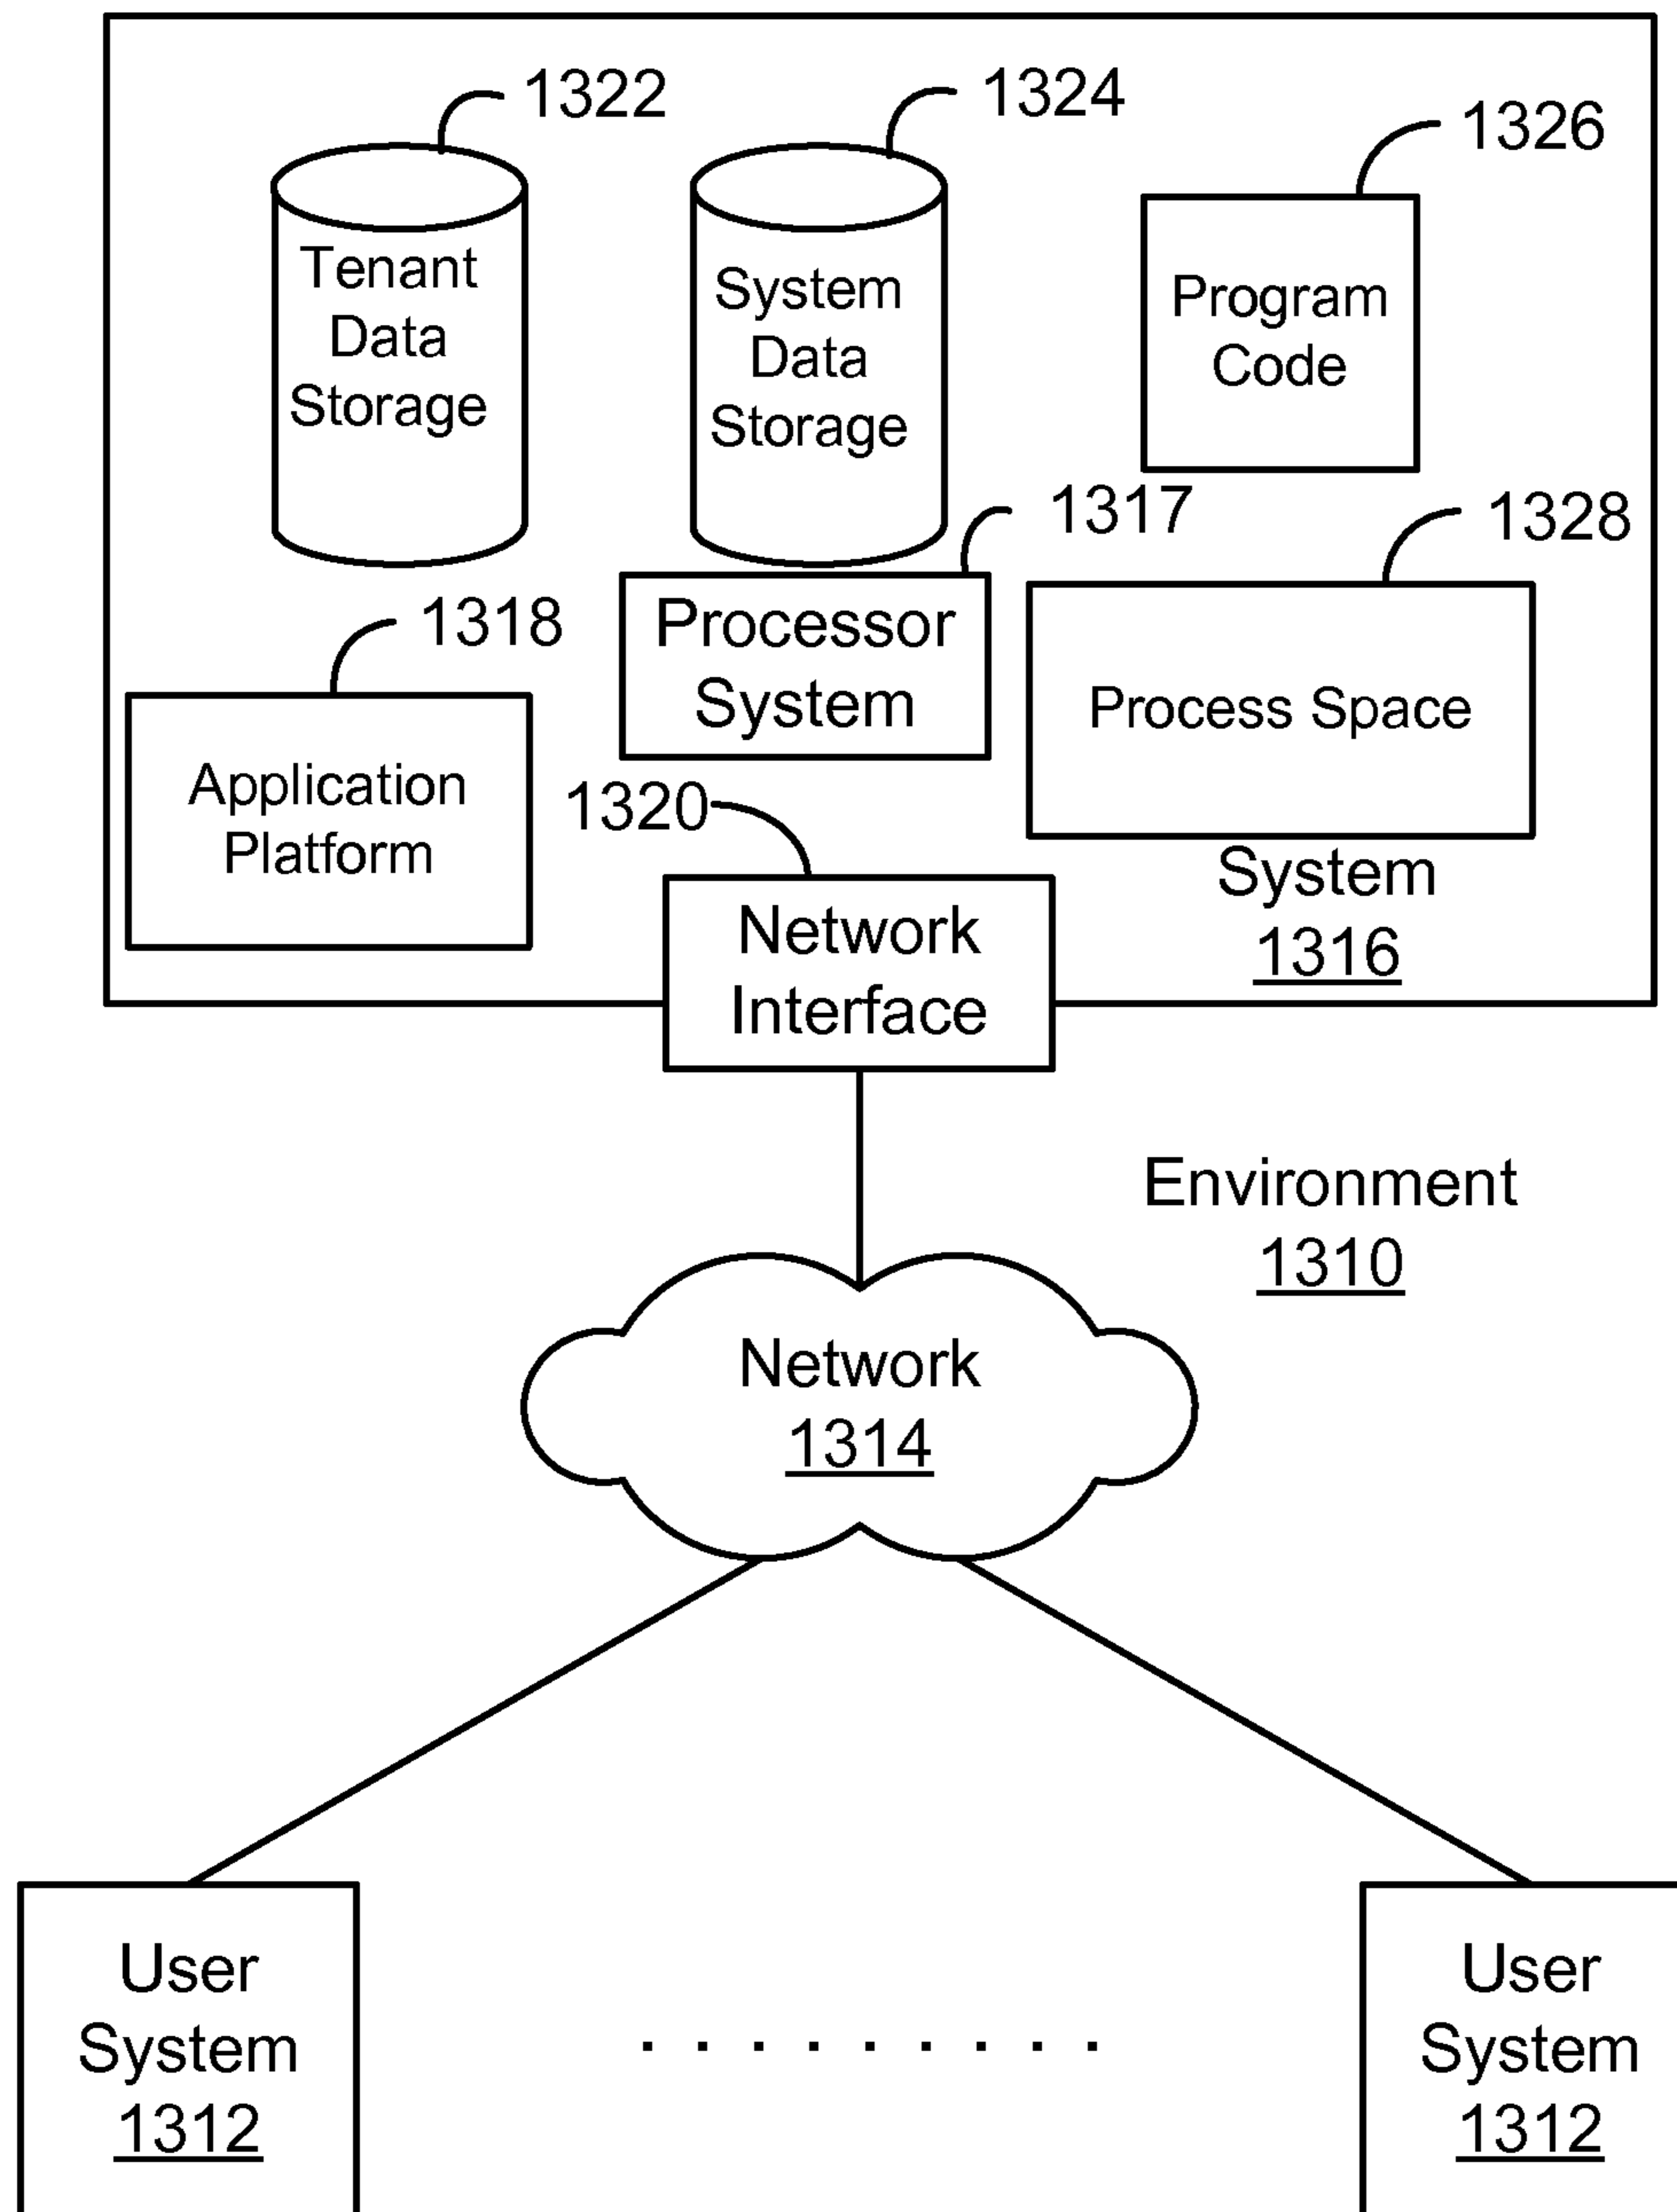 1322
1324
1326
Tenant
Data
Storage
System
Data
Storage
Program
Code
1317
1328
1318
Processor
System
Process Space
Application
Platform
1320
System
1316
Network
Interface
Environment
1310
Network
1314
User
System
1312
. . . . . . . . .
User
System
1312